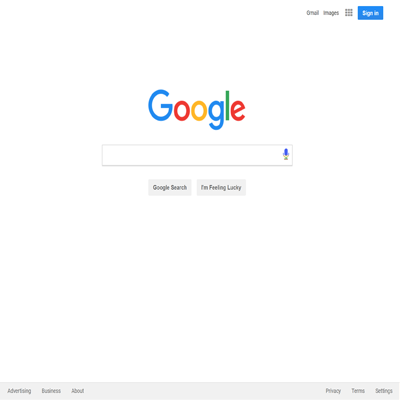 Gmail Images Sign in
Google
Google Search I'm Feeling Lucky
Advertising Business About Privacy Terms Settings